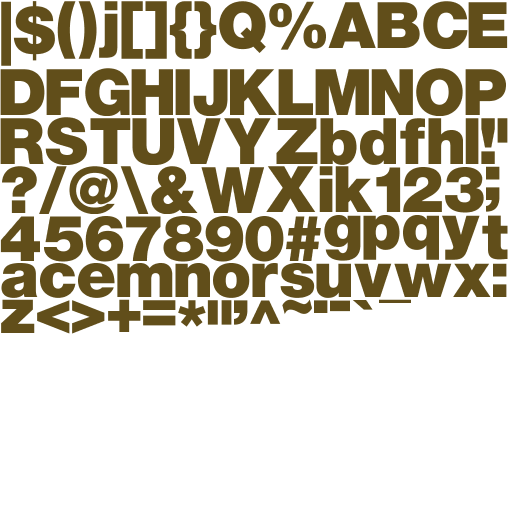 |$()j[]{}Q%ABCE
DFGHIJKLMNOP
RSTUVYZbdfhl!'
?/@\&WXik123;
4567890#gpqyt
acemnorsuvwx:
z<>+=*",^~.-`_